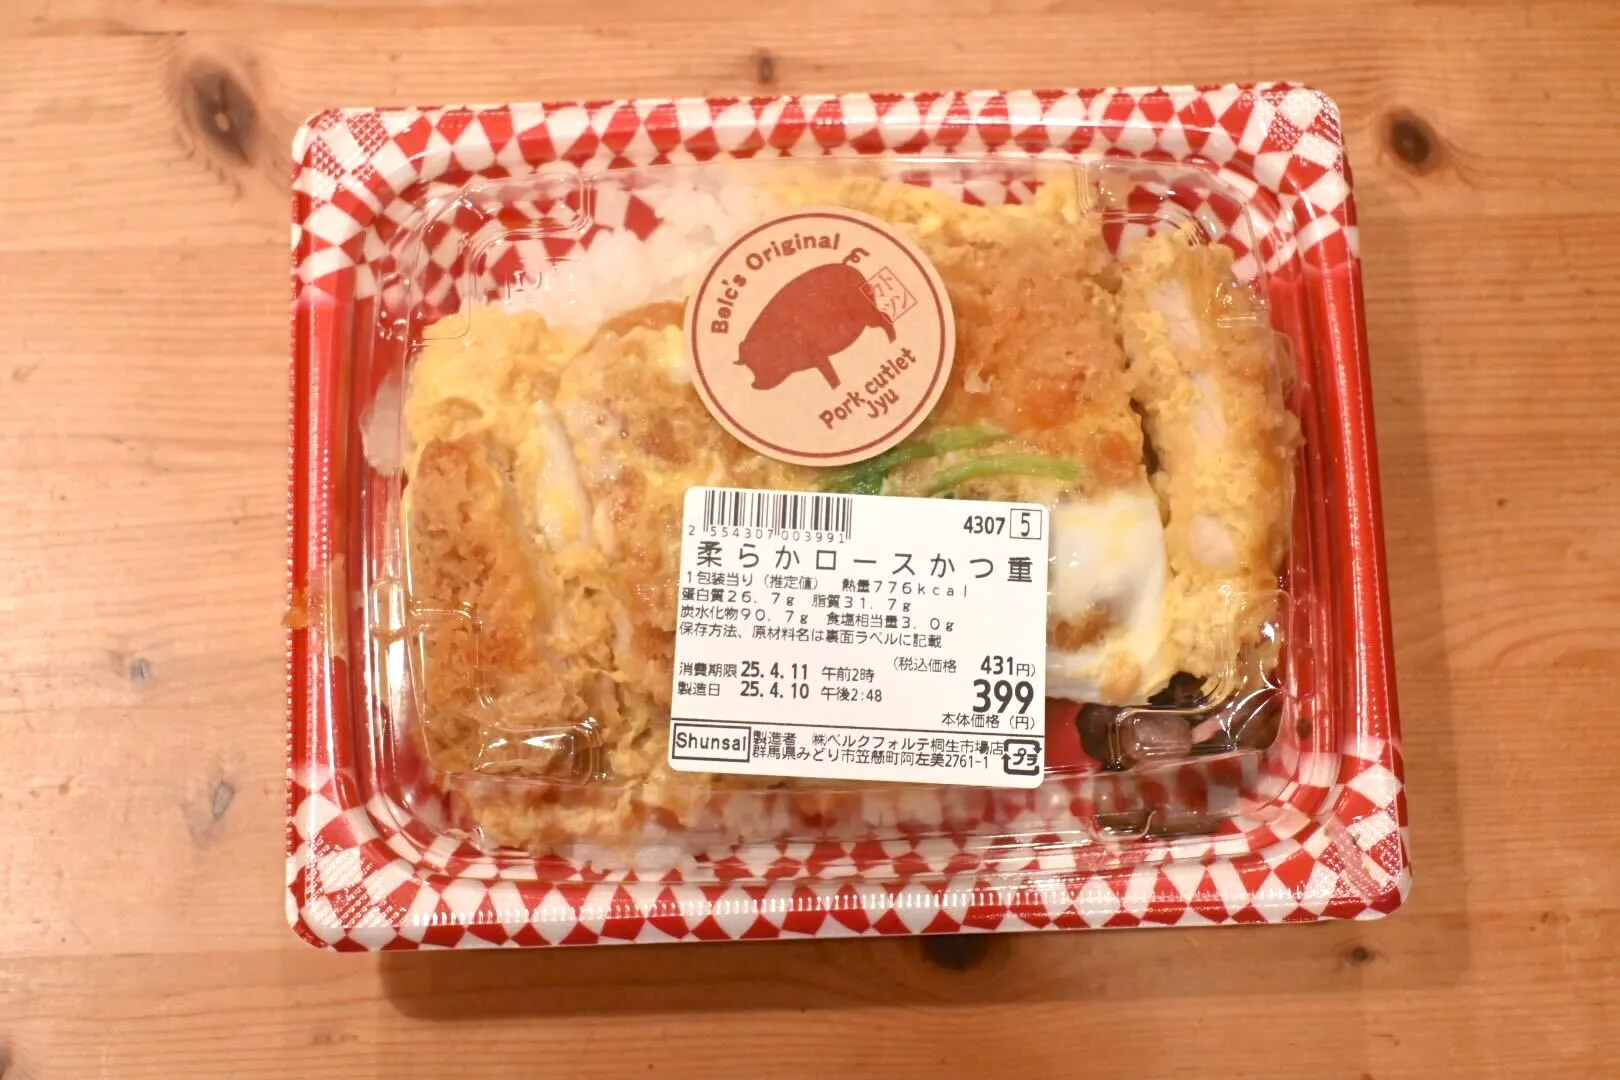 Belc's Original
カトツン
Pork cutlet
Jyu
2 554307 003991
4307 5
柔らかロースかつ重
1包装当り(推定値) 熱量776kcal
蛋白質26.7g 脂質31.7g
炭水化物90.7g 食塩相当量3.0g
保存方法、原材料名は裏面ラベルに記載
消費期限 25.4.11 午前2時 (税込価格 431円)
製造日 25.4.10 午後2:48 399
本体価格(円)
Shunsai 製造者 ㈱ベルクフォルテ桐生市場店
群馬県みどり市笠懸町阿左美2761-1 プラ